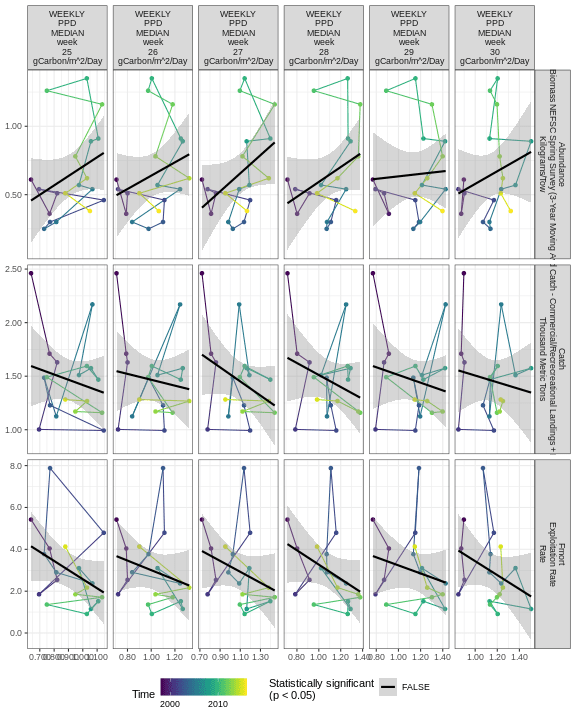 WEEKLY
PPD
MEDIAN
week
25
gCarbon/m^2/Day
WEEKLY
PPD
MEDIAN
week
26
gCarbon/m^2/Day
WEEKLY
PPD
MEDIAN
week
27
gCarbon/m^2/Day
WEEKLY
PPD
MEDIAN
week
28
gCarbon/m^2/Day
WEEKLY
PPD
MEDIAN
week
29
gCarbon/m^2/Day
WEEKLY
PPD
MEDIAN
week
30
gCarbon/m^2/Day
1.00
0.50
Abundance
Biomass NEFSC Spring Survey (3-Year Moving
Kilograms/Tow
2.50
2.00
1.50
1.00
Catch
Catch - Commercial/Recreational Landings +
Thousand Metric Tons
8.0
6.0
4.0
2.0
0.0
Fmort
Exploitation Rate
Rate
0.80 1.00 1.20
0.70 0.90 1.10 1.30
0.80 1.00 1.20
1.00 1.20 1.40
1.00 1.20 1.40
Time
2000 2010
Statistically significant
(p < 0.05)
FALSE